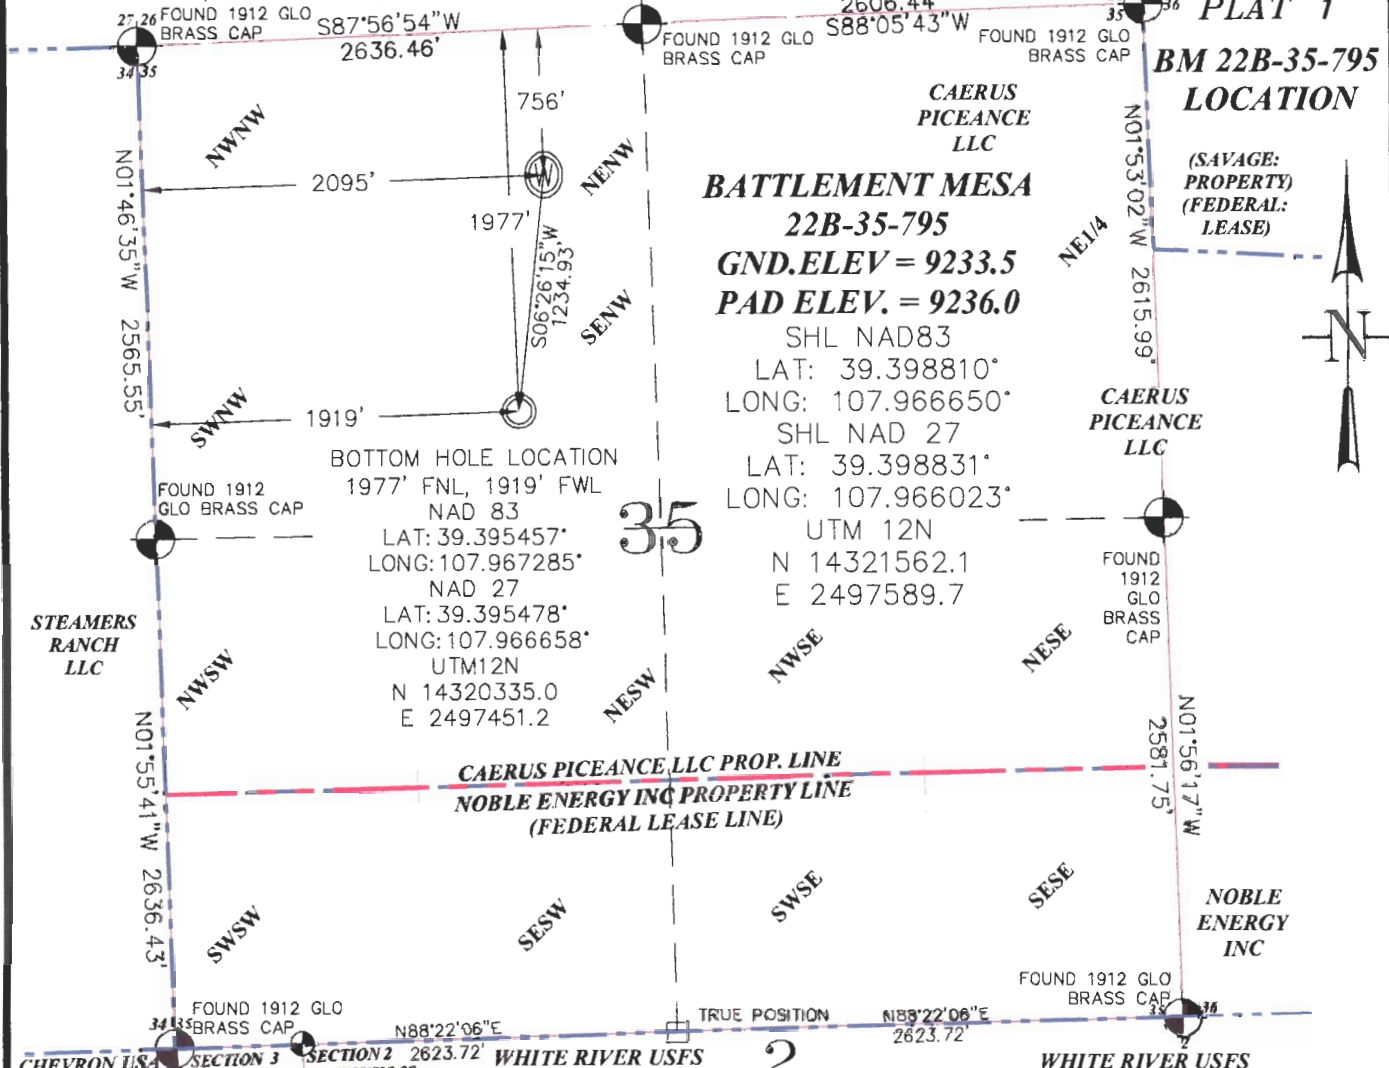 27 26
FOUND 1912 GLO
BRASS CAP
34 35
S87°56'54"W
2636.46'
FOUND 1912 GLO
BRASS CAP
2606.44
S88°05'43"W
FOUND 1912 GLO
BRASS CAP
35 36
PLAT 1
BM 22B-35-795
LOCATION
(SAVAGE:
PROPERTY)
(FEDERAL:
LEASE)
N
CAERUS
PICEANCE
LLC
NWNW
756'
W
2095'
1977'
NENW
S06°26'15"W
1234.93'
SENW
N01°46'35"W 2565.55'
SWNW
1919'
BATTLEMENT MESA
22B-35-795
GND.ELEV = 9233.5
PAD ELEV. = 9236.0
SHL NAD83
LAT: 39.398810°
LONG: 107.966650°
SHL NAD 27
LAT: 39.398831°
LONG: 107.966023°
UTM 12N
N 14321562.1
E 2497589.7
NE1/4
N01°53'02"W 2615.99'
CAERUS
PICEANCE
LLC
BOTTOM HOLE LOCATION
1977' FNL, 1919' FWL
NAD 83
LAT: 39.395457°
LONG: 107.967285°
NAD 27
LAT: 39.395478°
LONG: 107.966658°
UTM12N
N 14320335.0
E 2497451.2
FOUND 1912
GLO BRASS CAP
35
FOUND
1912
GLO
BRASS
CAP
STEAMERS
RANCH
LLC
NWSW
NESW
NWSE
NESE
N01°55'41"W 2636.43'
N01°56'17"W
2581.75'
CAERUS PICEANCE LLC PROP. LINE
NOBLE ENERGY INC PROPERTY LINE
(FEDERAL LEASE LINE)
SWSW
SESW
SWSE
SESE
NOBLE
ENERGY
INC
FOUND 1912 GLO
BRASS CAP
34 35
FOUND 1912 GLO
BRASS CAP
35 36
2
N88°22'06"E
2623.72'
TRUE POSITION
N88°22'06"E
2623.72'
CHEVRON USA
SECTION 3
SECTION 2
WHITE RIVER USFS
2
WHITE RIVER USFS